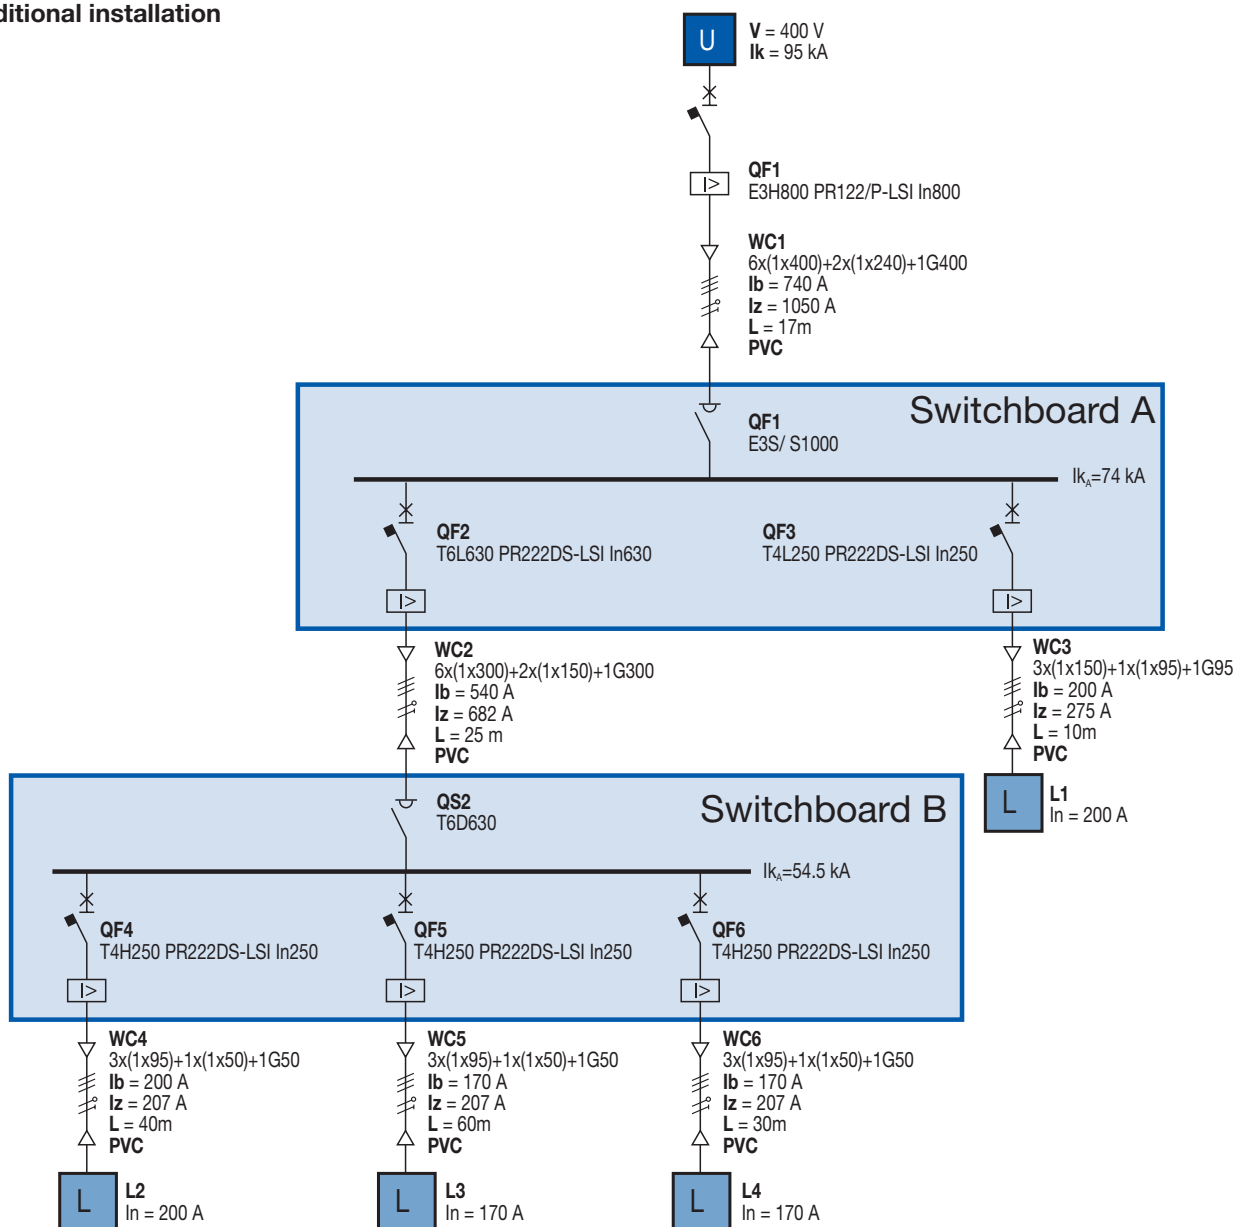 ditional installation
U
V = 400 V
Ik = 95 kA
QF1
E3H800 PR122/P-LSI In800
I>
WC1
6x(1x400)+2x(1x240)+1G400
Ib = 740 A
Iz = 1050 A
L = 17m
PVC
Switchboard A
QF1
E3S/ S1000
IkA=74 kA
QF2
T6L630 PR222DS-LSI In630
I>
QF3
T4L250 PR222DS-LSI In250
I>
WC2
6x(1x300)+2x(1x150)+1G300
Ib = 540 A
Iz = 682 A
L = 25 m
PVC
WC3
3x(1x150)+1x(1x95)+1G95
Ib = 200 A
Iz = 275 A
L = 10m
PVC
L
L1
In = 200 A
Switchboard B
QS2
T6D630
IkA=54.5 kA
QF4
T4H250 PR222DS-LSI In250
I>
QF5
T4H250 PR222DS-LSI In250
I>
QF6
T4H250 PR222DS-LSI In250
I>
WC4
3x(1x95)+1x(1x50)+1G50
Ib = 200 A
Iz = 207 A
L = 40m
PVC
WC5
3x(1x95)+1x(1x50)+1G50
Ib = 170 A
Iz = 207 A
L = 60m
PVC
WC6
3x(1x95)+1x(1x50)+1G50
Ib = 170 A
Iz = 207 A
L = 30m
PVC
L
L2
In = 200 A
L
L3
In = 170 A
L
L4
In = 170 A